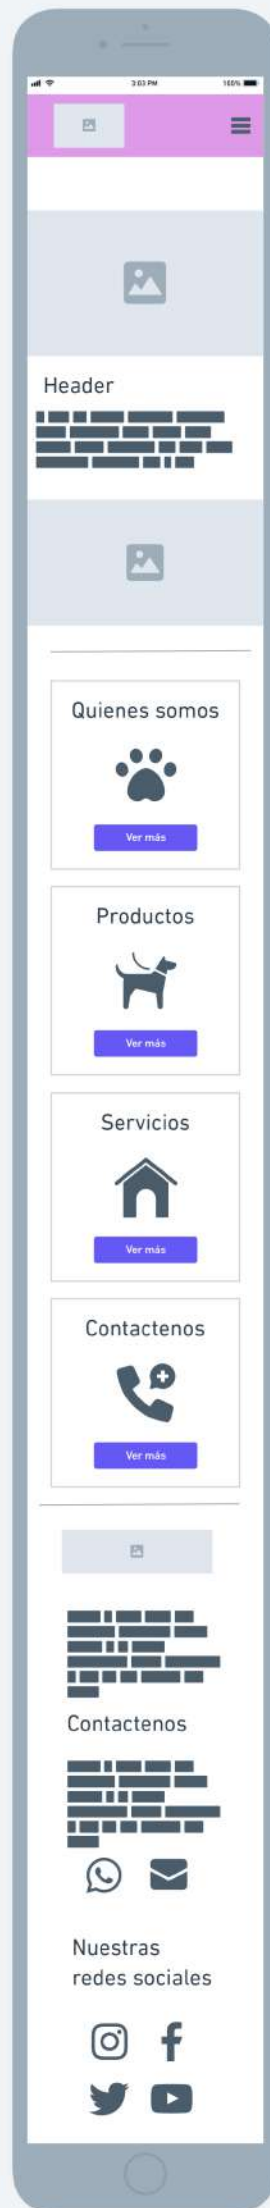 3:03 PM 100%
Header
Quienes somos
Ver más
Productos
Ver más
Servicios
Ver más
Contactenos
Ver más
Contactenos
Nuestras
redes sociales